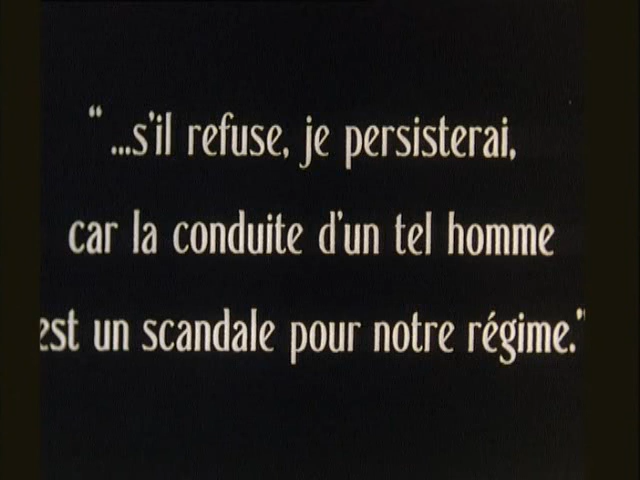 “ ...s'il refuse, je persisterai,
car la conduite d'un tel homme
est un scandale pour notre régime.”